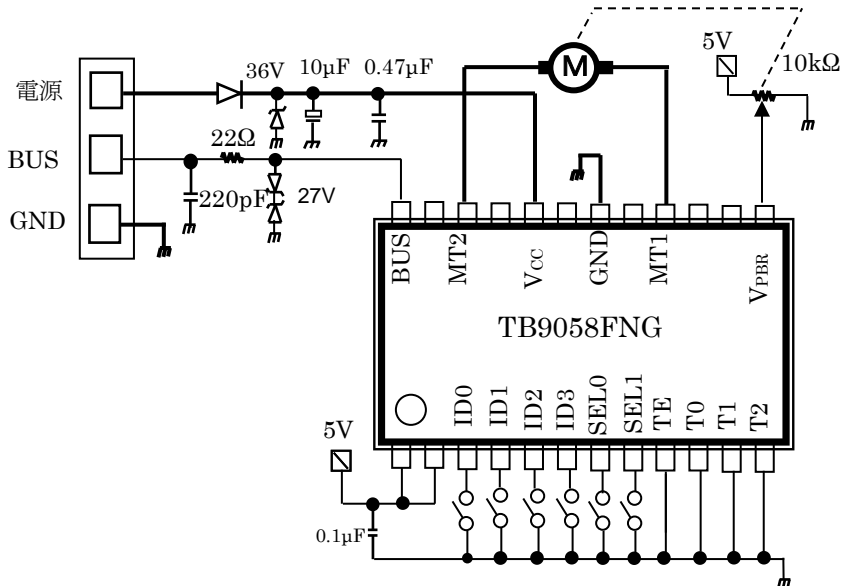 電源
BUS
GND
36V
10μF
0.47μF
22Ω
220pF
27V
M
5V
10kΩ
BUS
MT2
VCC
GND
MT1
VPBR
TB9058FNG
ID0
ID1
ID2
ID3
SEL0
SEL1
TE
T0
T1
T2
5V
0.1μF